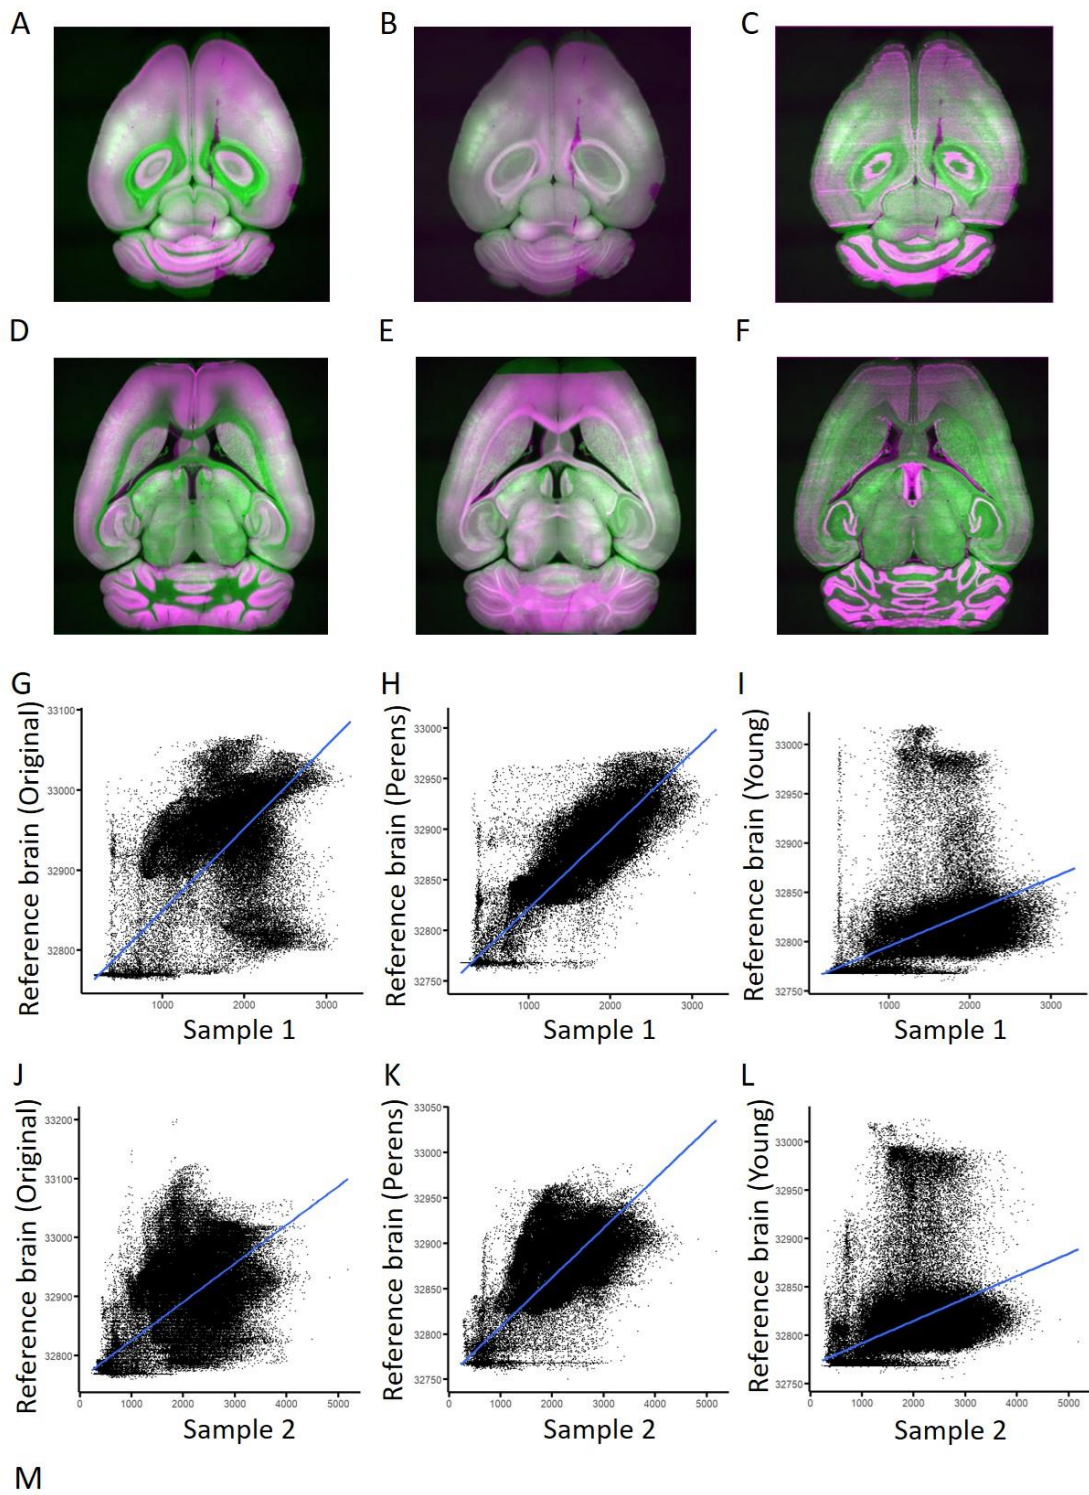 A B C
D E F
G H I
Reference brain (Original)
33100
33000
32900
32800
1000 2000 3000
Sample 1
Reference brain (Perens)
33000
32950
32900
32850
32800
32750
1000 2000 3000
Sample 1
Reference brain (Young)
33000
32950
32900
32850
32800
32750
1000 2000 3000
Sample 1
J K L
Reference brain (Original)
33200
33100
33000
32900
32800
0 1000 2000 3000 4000 5000
Sample 2
Reference brain (Perens)
33050
33000
32950
32900
32850
32800
32750
0 1000 2000 3000 4000 5000
Sample 2
Reference brain (Young)
33000
32950
32900
32850
32800
32750
0 1000 2000 3000 4000 5000
Sample 2
M